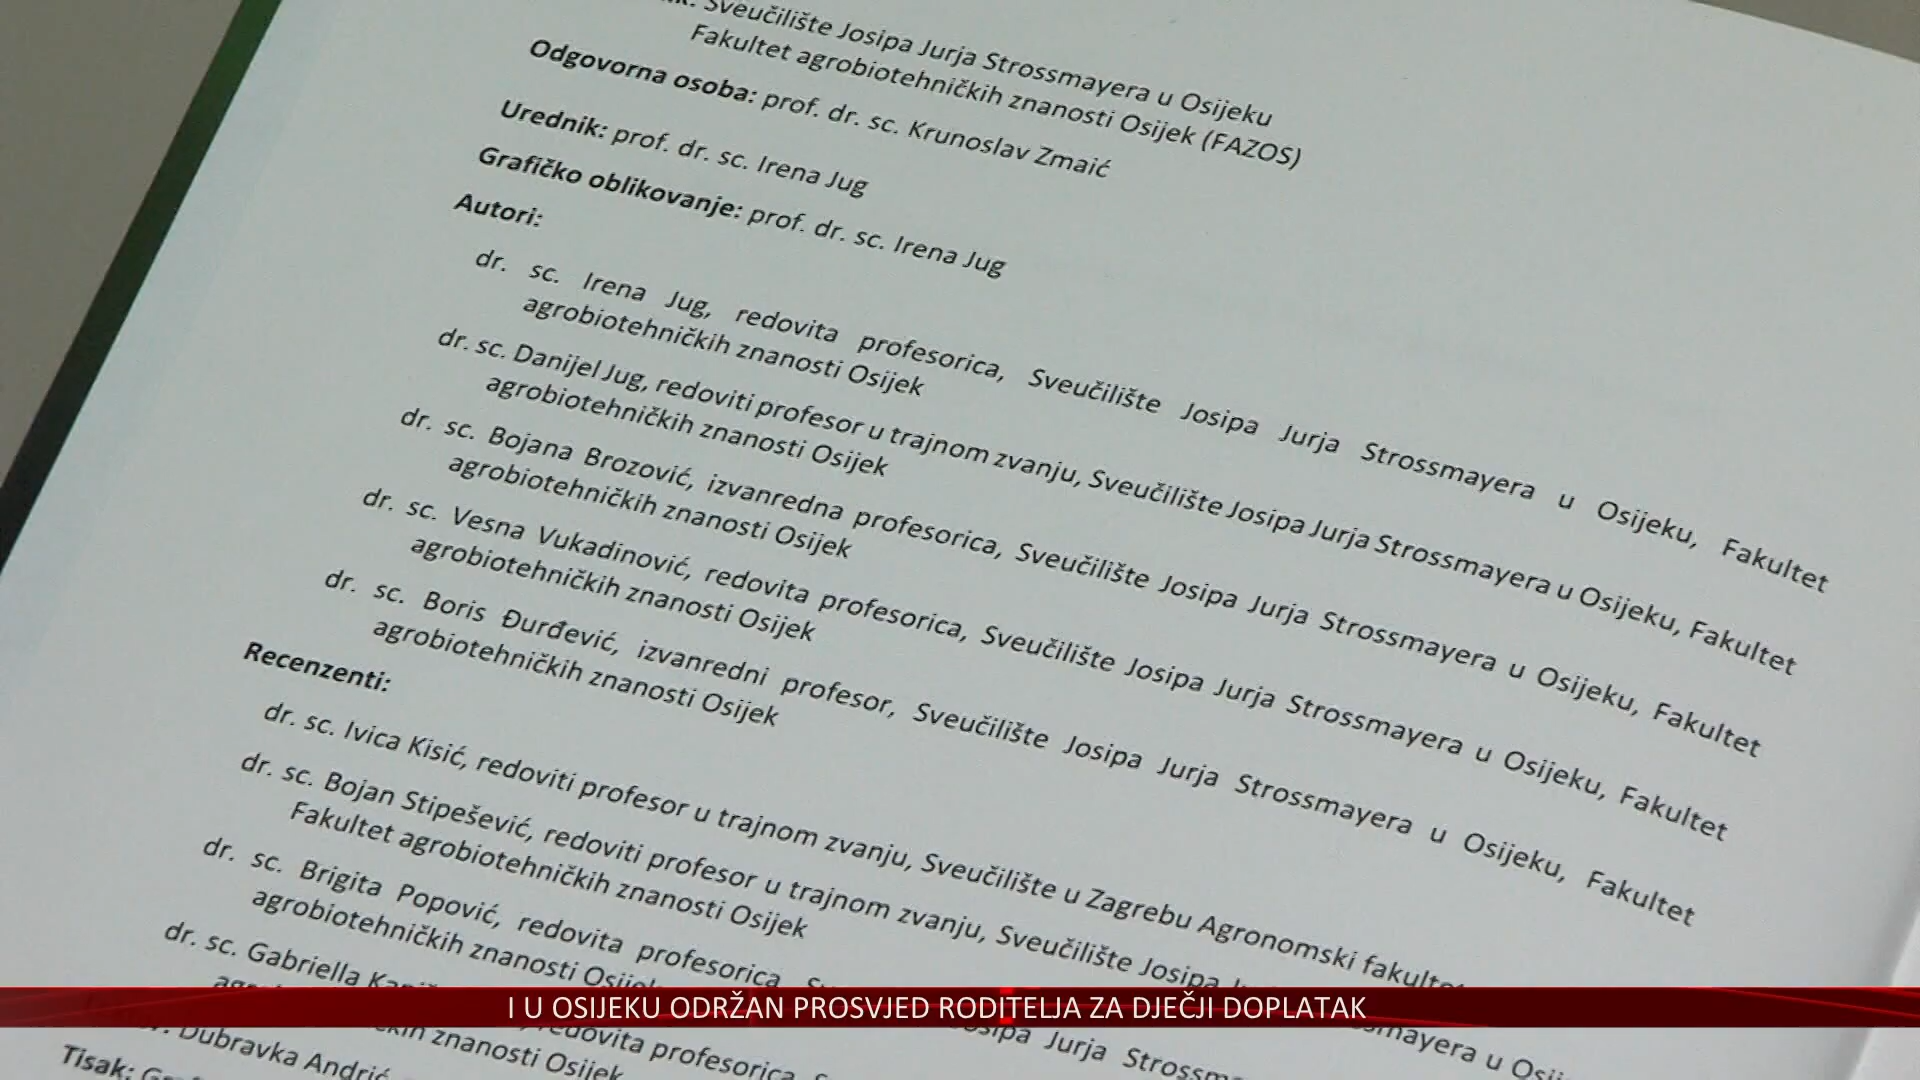 Sveučilište Josipa Jurja Strossmayera u Osijeku
Fakultet agrobiotehničkih znanosti Osijek (FAZOS)
Odgovorna osoba: prof. dr. sc. Krunoslav Zmaić
Urednik: prof. dr. sc. Irena Jug
Grafičko oblikovanje: prof. dr. sc. Irena Jug
Autori:
dr. sc. Irena Jug, redovita profesorica, Sveučilište Josipa Jurja Strossmayera u Osijeku, Fakultet
agrobiotehničkih znanosti Osijek
dr. sc. Danijel Jug, redoviti profesor u trajnom zvanju, Sveučilište Josipa Jurja Strossmayera u Osijeku, Fakultet
agrobiotehničkih znanosti Osijek
dr. sc. Bojana Brozović, izvanredna profesorica, Sveučilište Josipa Jurja Strossmayera u Osijeku, Fakultet
agrobiotehničkih znanosti Osijek
dr. sc. Vesna Vukadinović, redovita profesorica, Sveučilište Josipa Jurja Strossmayera u Osijeku, Fakultet
agrobiotehničkih znanosti Osijek
dr. sc. Boris Đurđević, izvanredni profesor, Sveučilište Josipa Jurja Strossmayera u Osijeku, Fakultet
agrobiotehničkih znanosti Osijek
Recenzenti:
dr. sc. Ivica Kisić, redoviti profesor u trajnom zvanju, Sveučilište u Zagrebu Agronomski fakultet
dr. sc. Bojan Stipešević, redoviti profesor u trajnom zvanju, Sveučilište Josipa Strossmayera u Osijeku
Fakultet agrobiotehničkih znanosti Osijek
dr. sc. Brigita Popović, redovita profesorica
agrobiotehničkih znanosti Osijek
dr. sc. Gabriella redovita profesorica Josipa Jurja
znanosti Osijek
Dubravka Andrić
Tisak:
I U OSIJEKU ODRŽAN PROSVJED RODITELJA ZA DJEČJI DOPLATAK